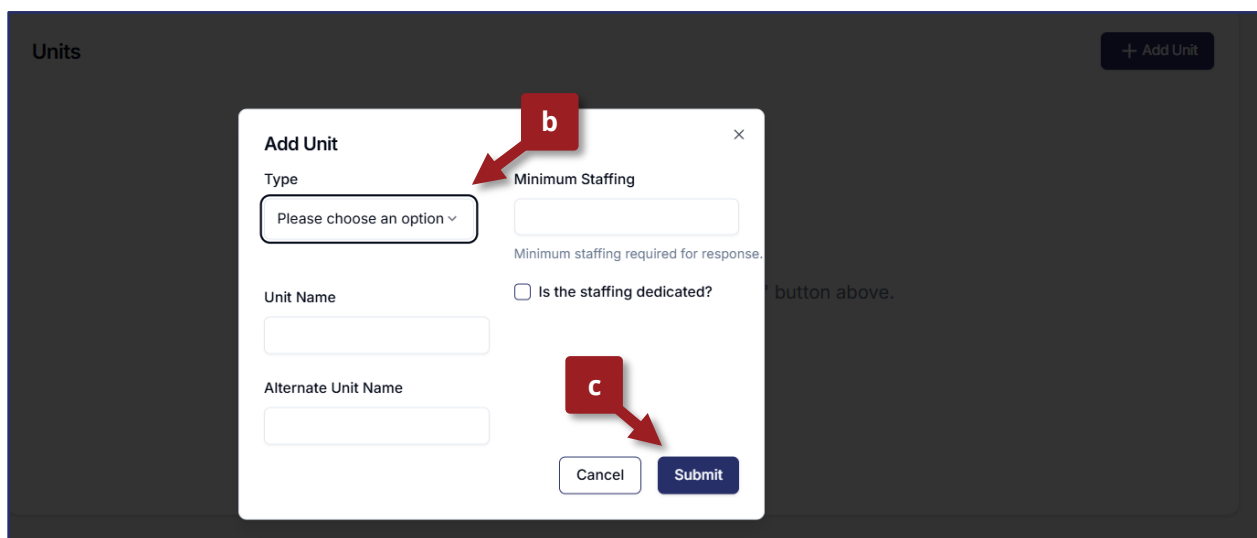 Units
+ Add Unit
b
Add Unit
×
Type
Please choose an option
Minimum Staffing
Minimum staffing required for response.
Is the staffing dedicated?
" button above.
Unit Name
Alternate Unit Name
c
Cancel
Submit